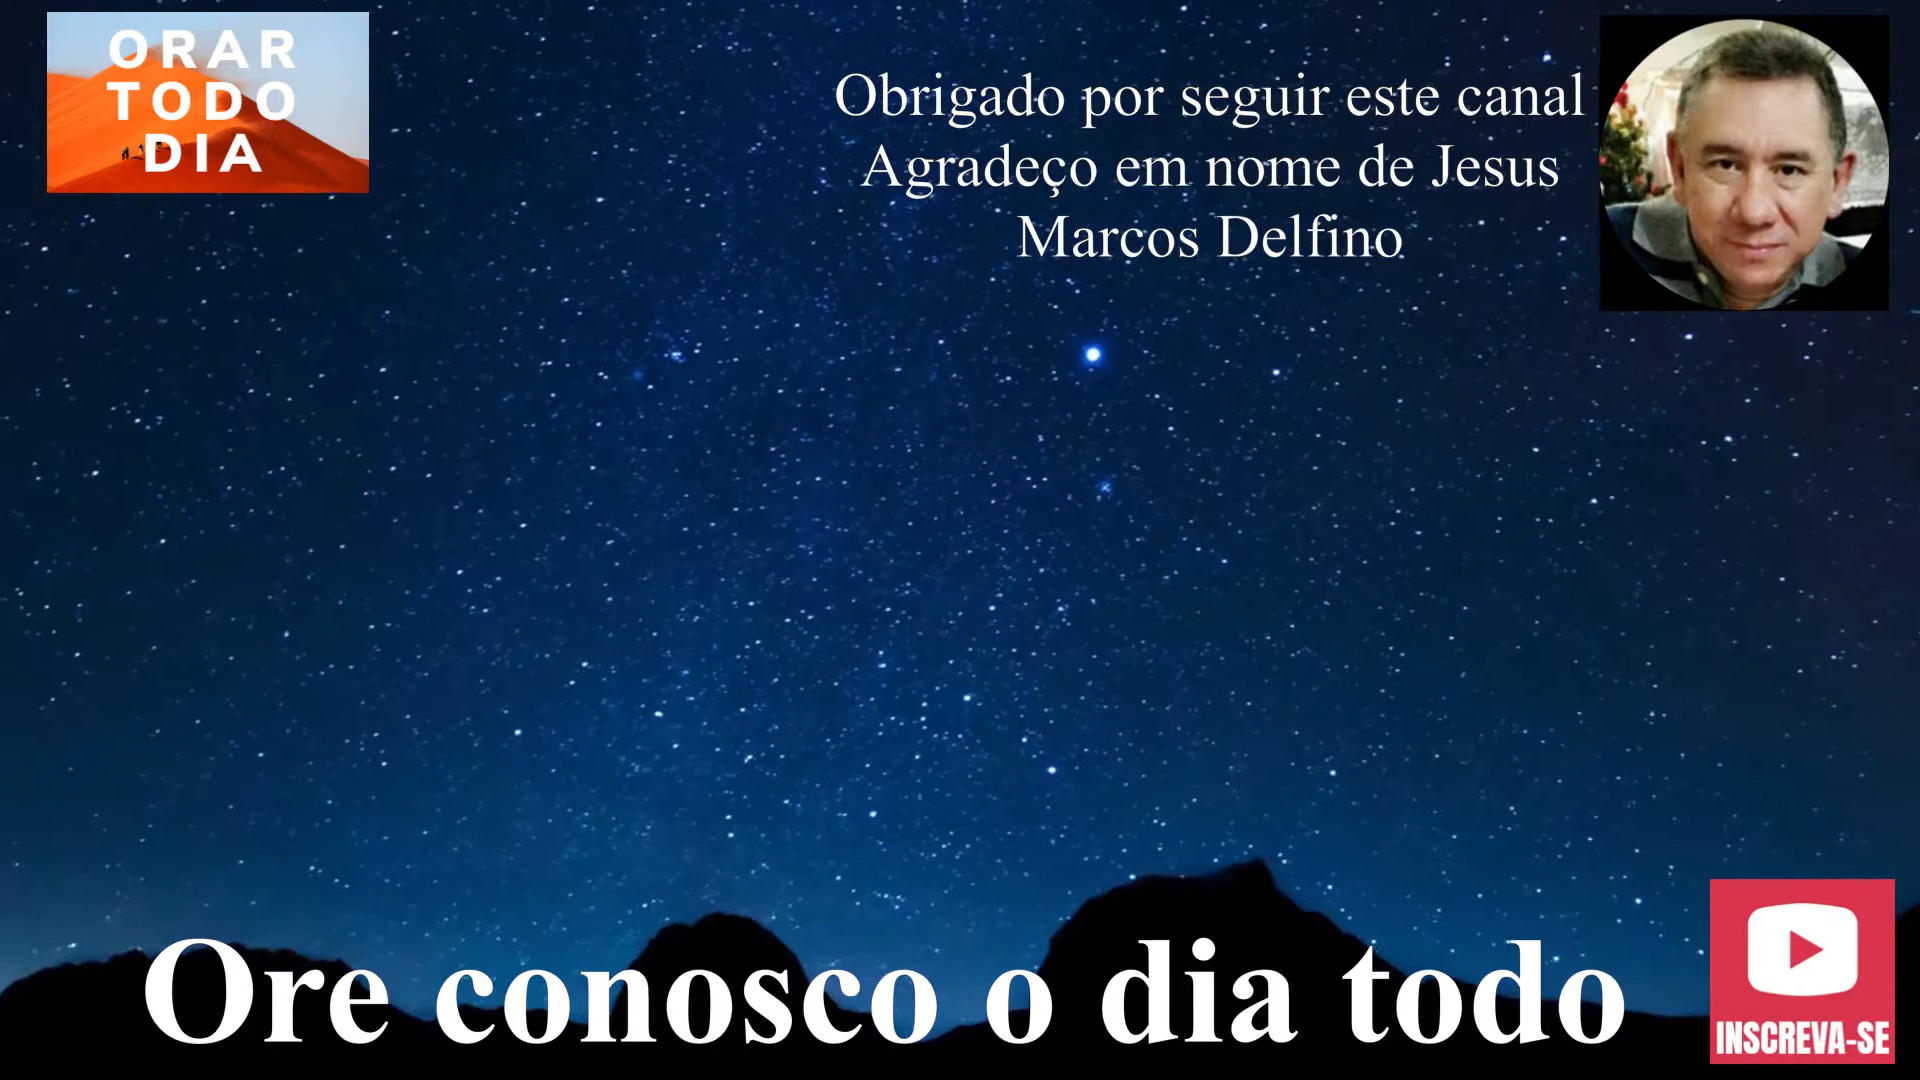 ORAR
TODO
DIA
Obrigado por seguir este canal
Agradeço em nome de Jesus
Marcos Delfino
Ore conosco o dia todo
INSCREVA-SE